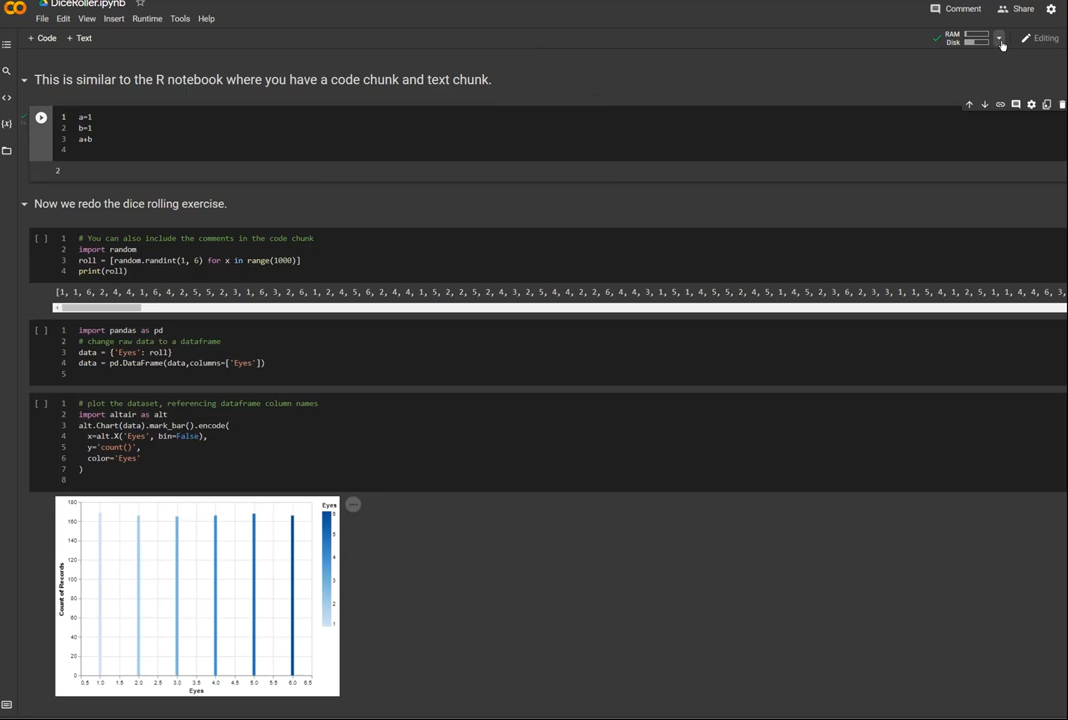 DiceRoller.ipynb
File Edit View Insert Runtime Tools Help
Comment Share
+ Code + Text
RAM
Disk
Editing
This is similar to the R notebook where you have a code chunk and text chunk.
1 a=1
2 b=1
3 a+b
4
2
Now we redo the dice rolling exercise.
[ ] 1 # You can also include the comments in the code chunk
2 import random
3 roll = [random.randint(1, 6) for x in range(1000)]
4 print(roll)
[1, 1, 6, 2, 4, 4, 1, 6, 4, 2, 5, 5, 2, 3, 1, 6, 3, 2, 6, 1, 2, 4, 5, 6, 2, 4, 4, 1, 5, 2, 2, 5, 2, 4, 3, 2, 5, 4, 4, 2, 2, 6, 4, 4, 3, 1, 5, 1, 4, 5, 5, 2, 4, 5, 1, 4, 5, 2, 3, 6, 2, 3, 3, 1, 1, 5, 4, 1, 2, 5, 1, 1, 4, 4, 6, 3,
[ ] 1 import pandas as pd
2 # change raw data to a dataframe
3 data = {'Eyes': roll}
4 data = pd.DataFrame(data,columns=['Eyes'])
5
[ ] 1 # plot the dataset, referencing dataframe column names
2 import altair as alt
3 alt.Chart(data).mark_bar().encode(
4 x=alt.X('Eyes', bin=False),
5 y='count()',
6 color='Eyes'
7 )
8
180
160
140
120
100
80
60
40
20
0
Count of Records
0.5 1.0 1.5 2.0 2.5 3.0 3.5 4.0 4.5 5.0 5.5 6.0 6.5
Eyes
Eyes
6
5
4
3
2
1